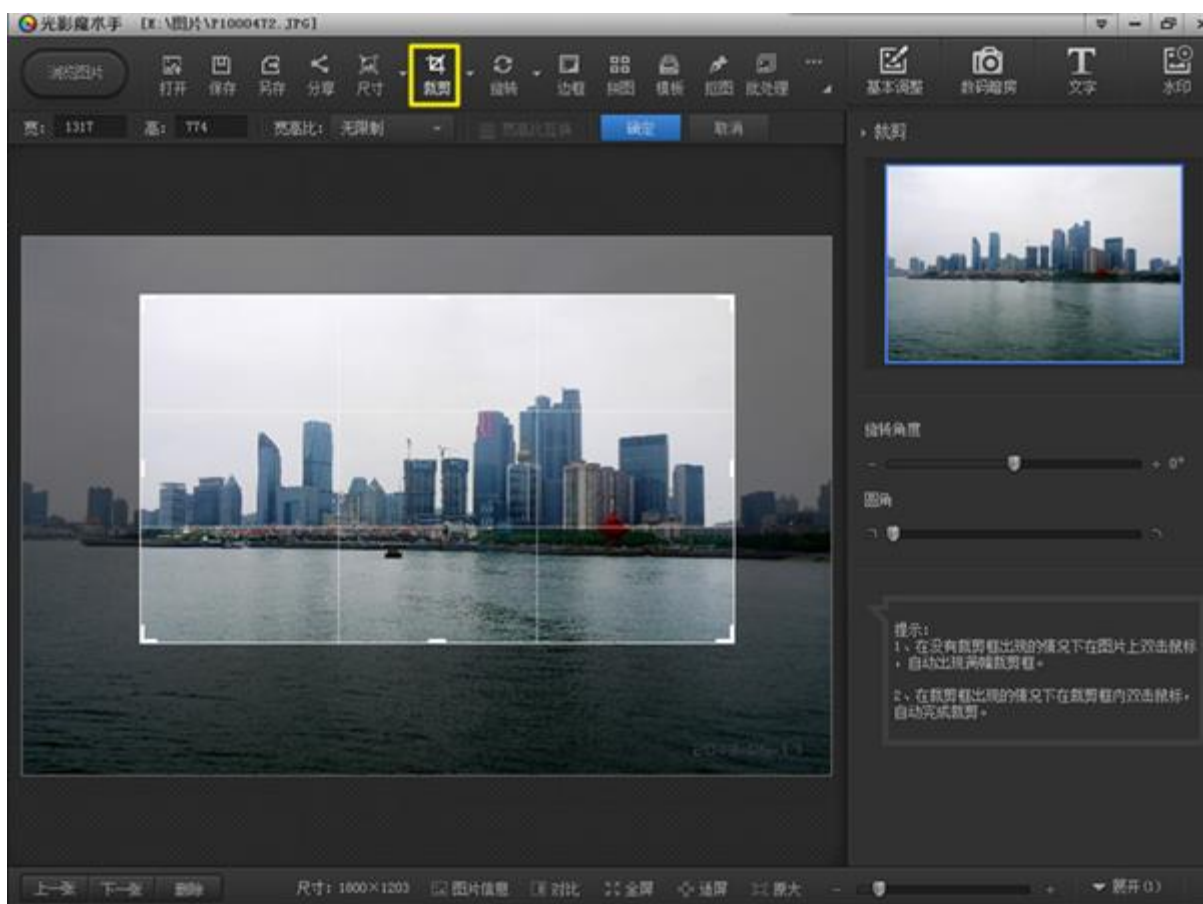 光影魔术手 [E:\图片\P1000472.JPG]
浏览图片
打开 保存 另存 分享 尺寸 裁剪 旋转 边框 拼图 模板 抠图 批处理 ...
基本调整 数码暗房 文字 水印
宽: 1317 高: 774 宽高比: 无限制 宽高比互换 确定 取消
裁剪
旋转角度
- + 0°
圆角
提示:
1、在没有裁剪框出现的情况下在图片上双击鼠标
,自动出现满幅裁剪框。
2、在裁剪框出现的情况下在裁剪框内双击鼠标,
自动完成裁剪。
上一张 下一张 删除 尺寸: 1800×1203 图片信息 对比 全屏 适屏 原大 - + 展开(1)